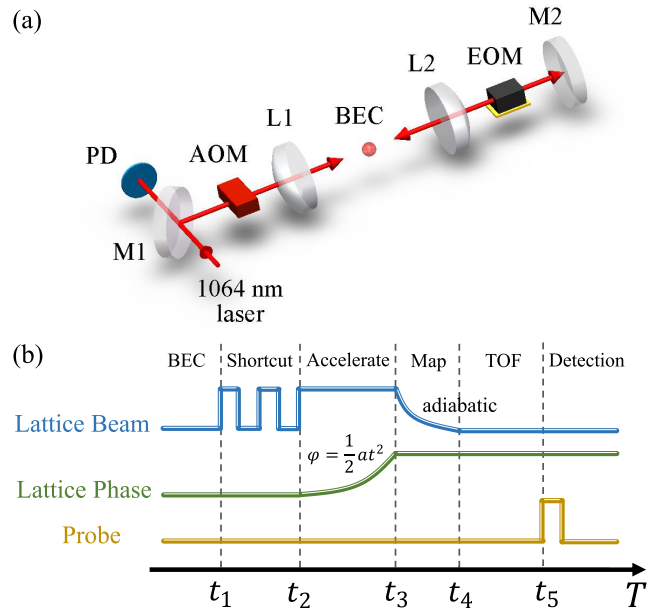 (a)
M2
EOM
L2
BEC
L1
AOM
PD
M1
1064 nm
laser
(b)
BEC Shortcut Accelerate Map TOF Detection
adiabatic
Lattice Beam
φ = 1/2 at²
Lattice Phase
Probe
t₁ t₂ t₃ t₄ t₅ T